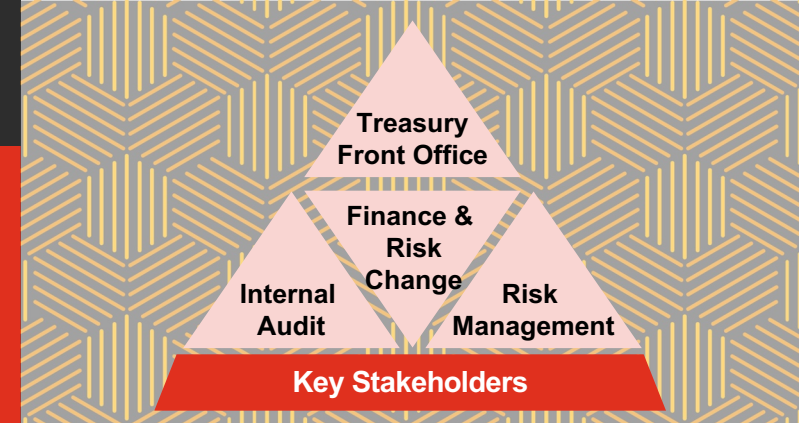 Treasury
Front Office
Finance &
Risk
Change
Internal
Audit
Risk
Management
Key Stakeholders